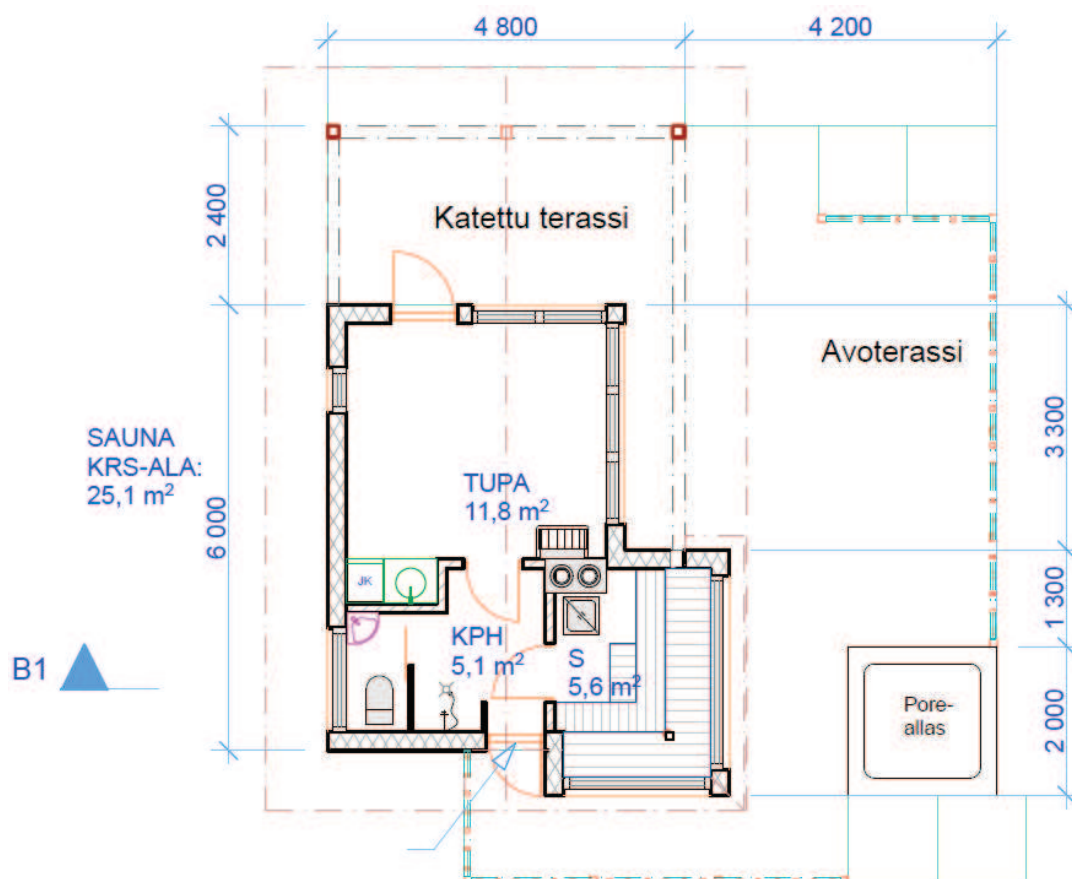 4 800
4 200
2 400
Katettu terassi
Avoterassi
3 300
SAUNA
KRS-ALA:
25,1 m²
6 000
TUPA
11,8 m²
JK
1 300
KPH
5,1 m²
S
5,6 m²
B1
Pore-
allas
2 000